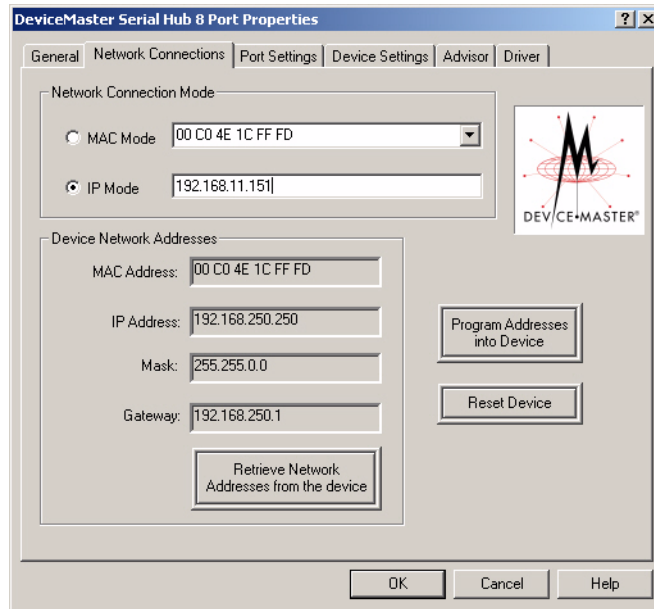 DeviceMaster Serial Hub 8 Port Properties
General Network Connections Port Settings Device Settings Advisor Driver
Network Connection Mode
MAC Mode 00 C0 4E 1C FF FD
IP Mode 192.168.11.151
DEVICE•MASTER®
Device Network Addresses
MAC Address: 00 C0 4E 1C FF FD
IP Address: 192.168.250.250
Mask: 255.255.0.0
Gateway: 192.168.250.1
Retrieve Network
Addresses from the device
Program Addresses
into Device
Reset Device
OK Cancel Help